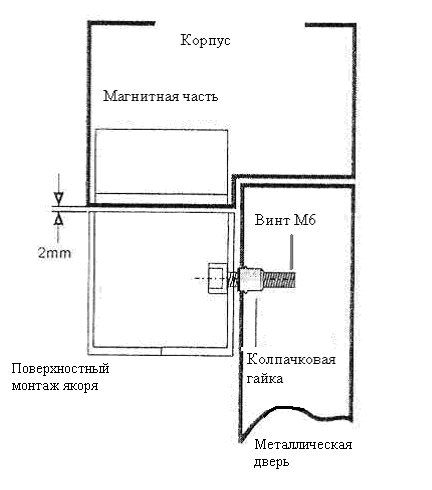 Корпус
Магнитная часть
Винт М6
2mm
Колпачковая
гайка
Поверхностный
монтаж якоря
Металлическая
дверь